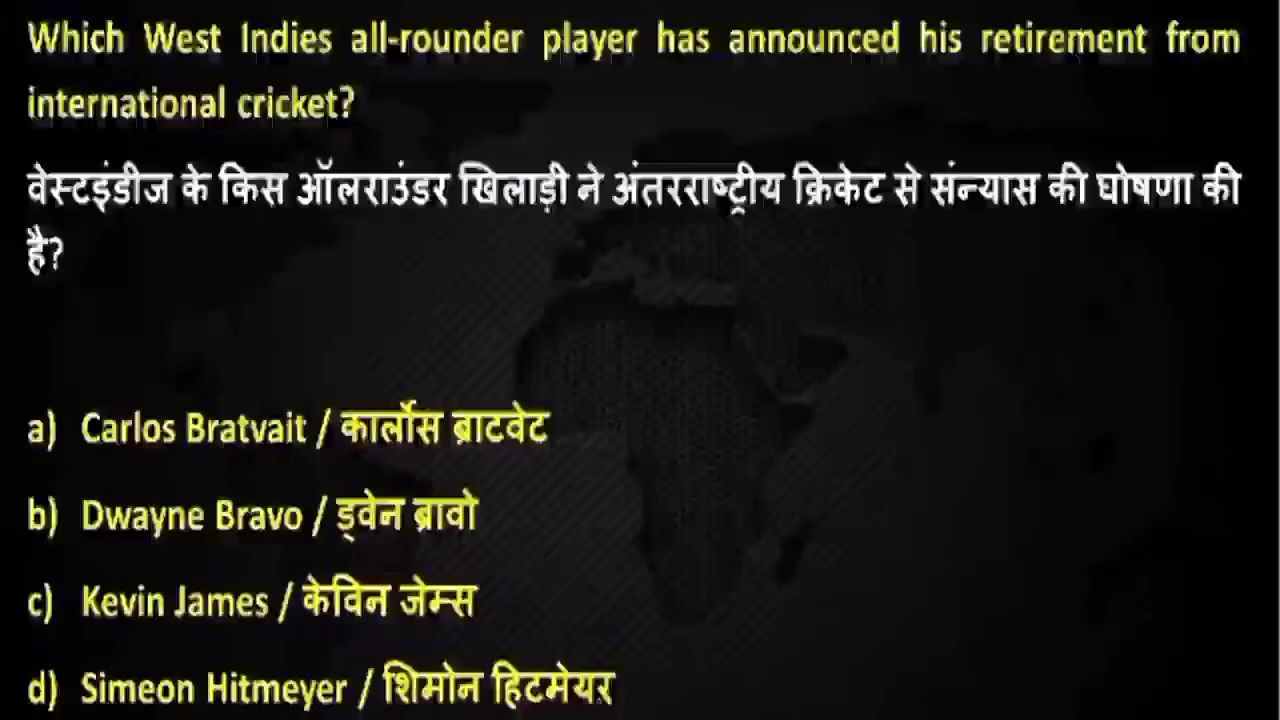 Which West Indies all-rounder player has announced his retirement from
international cricket?
वेस्टइंडीज के किस ऑलराउंडर खिलाड़ी ने अंतरराष्ट्रीय क्रिकेट से संन्यास की घोषणा की
है?
a) Carlos Bratvait / कार्लोस ब्राटवेट
b) Dwayne Bravo / ड्वेन ब्रावो
c) Kevin James / केविन जेम्स
d) Simeon Hitmeyer / शिमोन हिटमेयर